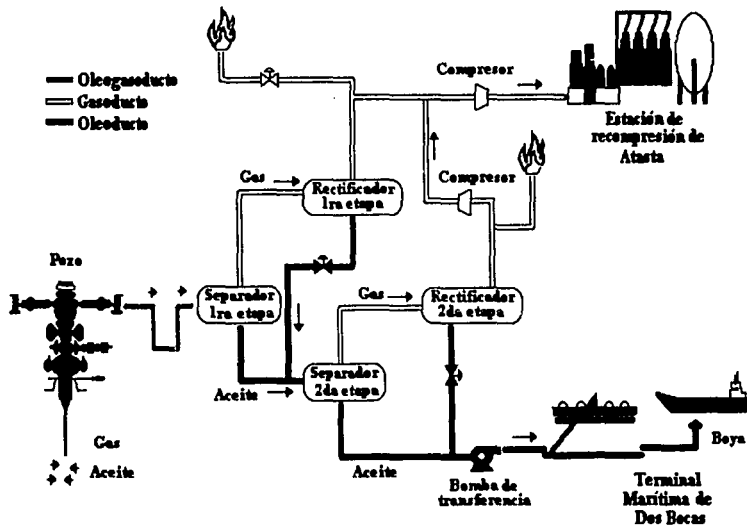 Oleogasoducto
Gasoducto
Oleoducto
Compresor
Estación de
recompresión de
Atasta
Gas
Rectificador
1ra etapa
Compresor
Pozo
Separador
1ra etapa
Gas
Rectificador
2da etapa
Aceite
Separador
2da etapa
Gas
Aceite
Aceite
Bomba de
transferencia
Boya
Terminal
Marítima de
Dos Bocas